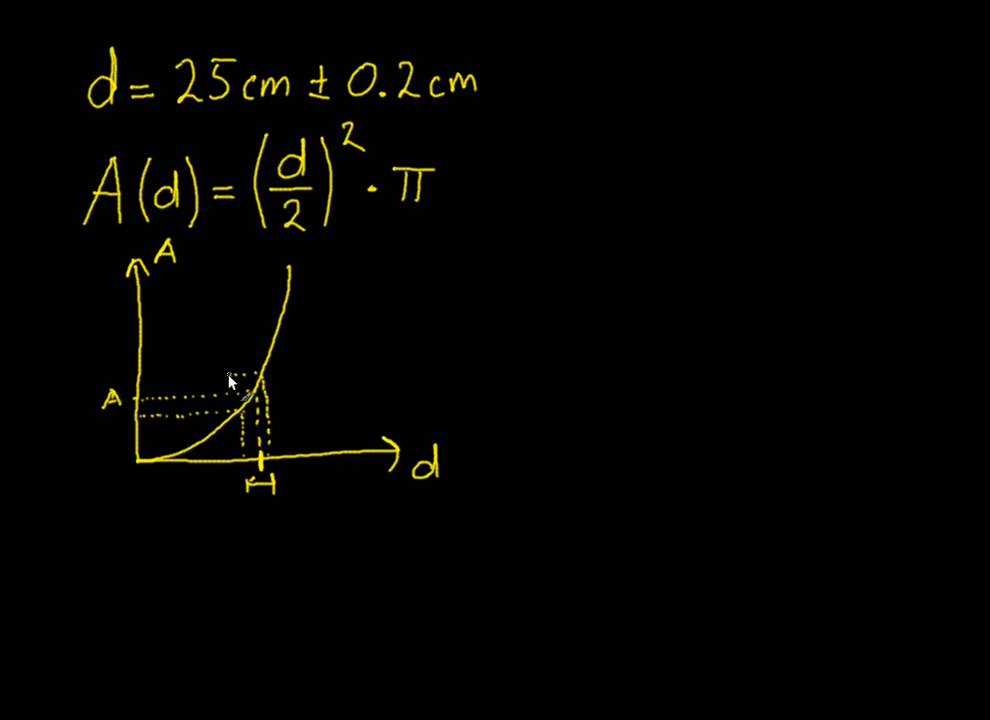 d = 25cm ± 0.2cm
A(d) = (d/2)² · π
A
A
d